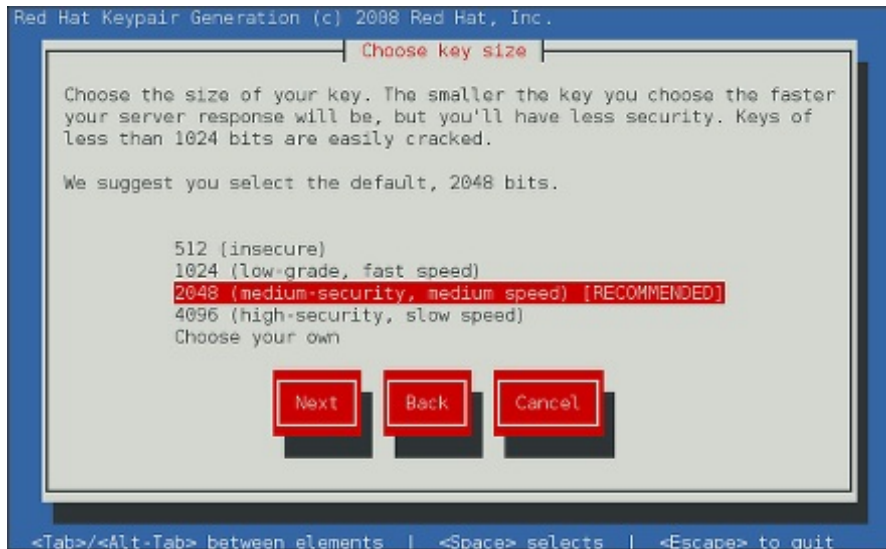 Red Hat Keypair Generation (c) 2008 Red Hat, Inc.
Choose key size
Choose the size of your key. The smaller the key you choose the faster
your server response will be, but you'll have less security. Keys of
less than 1024 bits are easily cracked.
We suggest you select the default, 2048 bits.
512 (insecure)
1024 (low-grade, fast speed)
2048 (medium-security, medium speed) [RECOMMENDED]
4096 (high-security, slow speed)
Choose your own
Next Back Cancel
<Tab>/<Alt-Tab> between elements | <Space> selects | <Escape> to quit